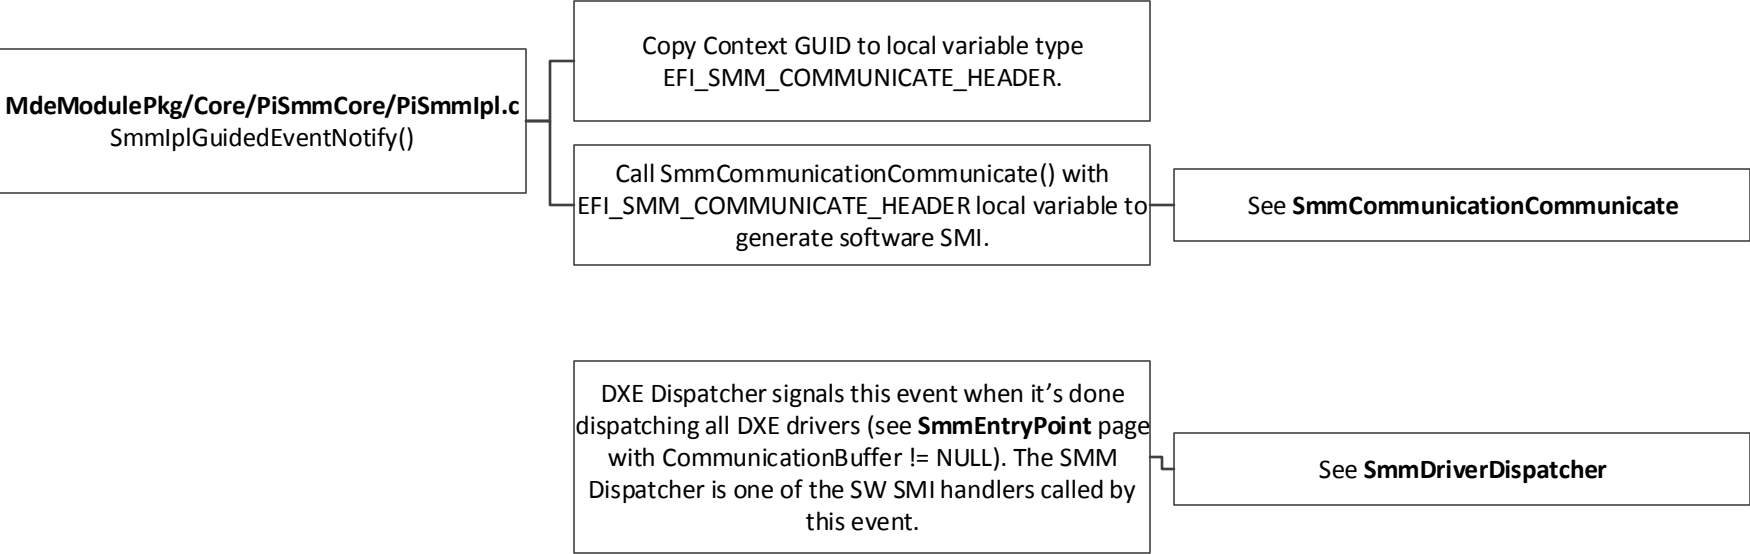 MdeModulePkg/Core/PiSmmCore/PiSmmIpl.c
SmmIplGuidedEventNotify()
Copy Context GUID to local variable type
EFI_SMM_COMMUNICATE_HEADER.
Call SmmCommunicationCommunicate() with
EFI_SMM_COMMUNICATE_HEADER local variable to
generate software SMI.
See SmmCommunicationCommunicate
DXE Dispatcher signals this event when it’s done
dispatching all DXE drivers (see SmmEntryPoint page
with CommunicationBuffer != NULL). The SMM
Dispatcher is one of the SW SMI handlers called by
this event.
See SmmDriverDispatcher